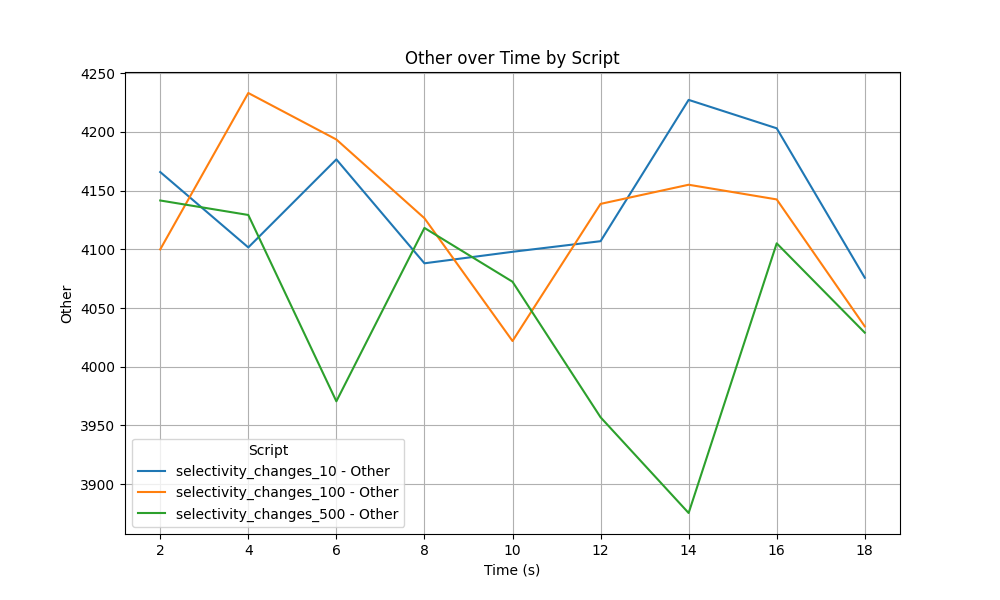 Other over Time by Script
4250
4200
4150
4100
4050
4000
3950
3900
Other
Script
selectivity_changes_10 - Other
selectivity_changes_100 - Other
selectivity_changes_500 - Other
2 4 6 8 10 12 14 16 18
Time (s)